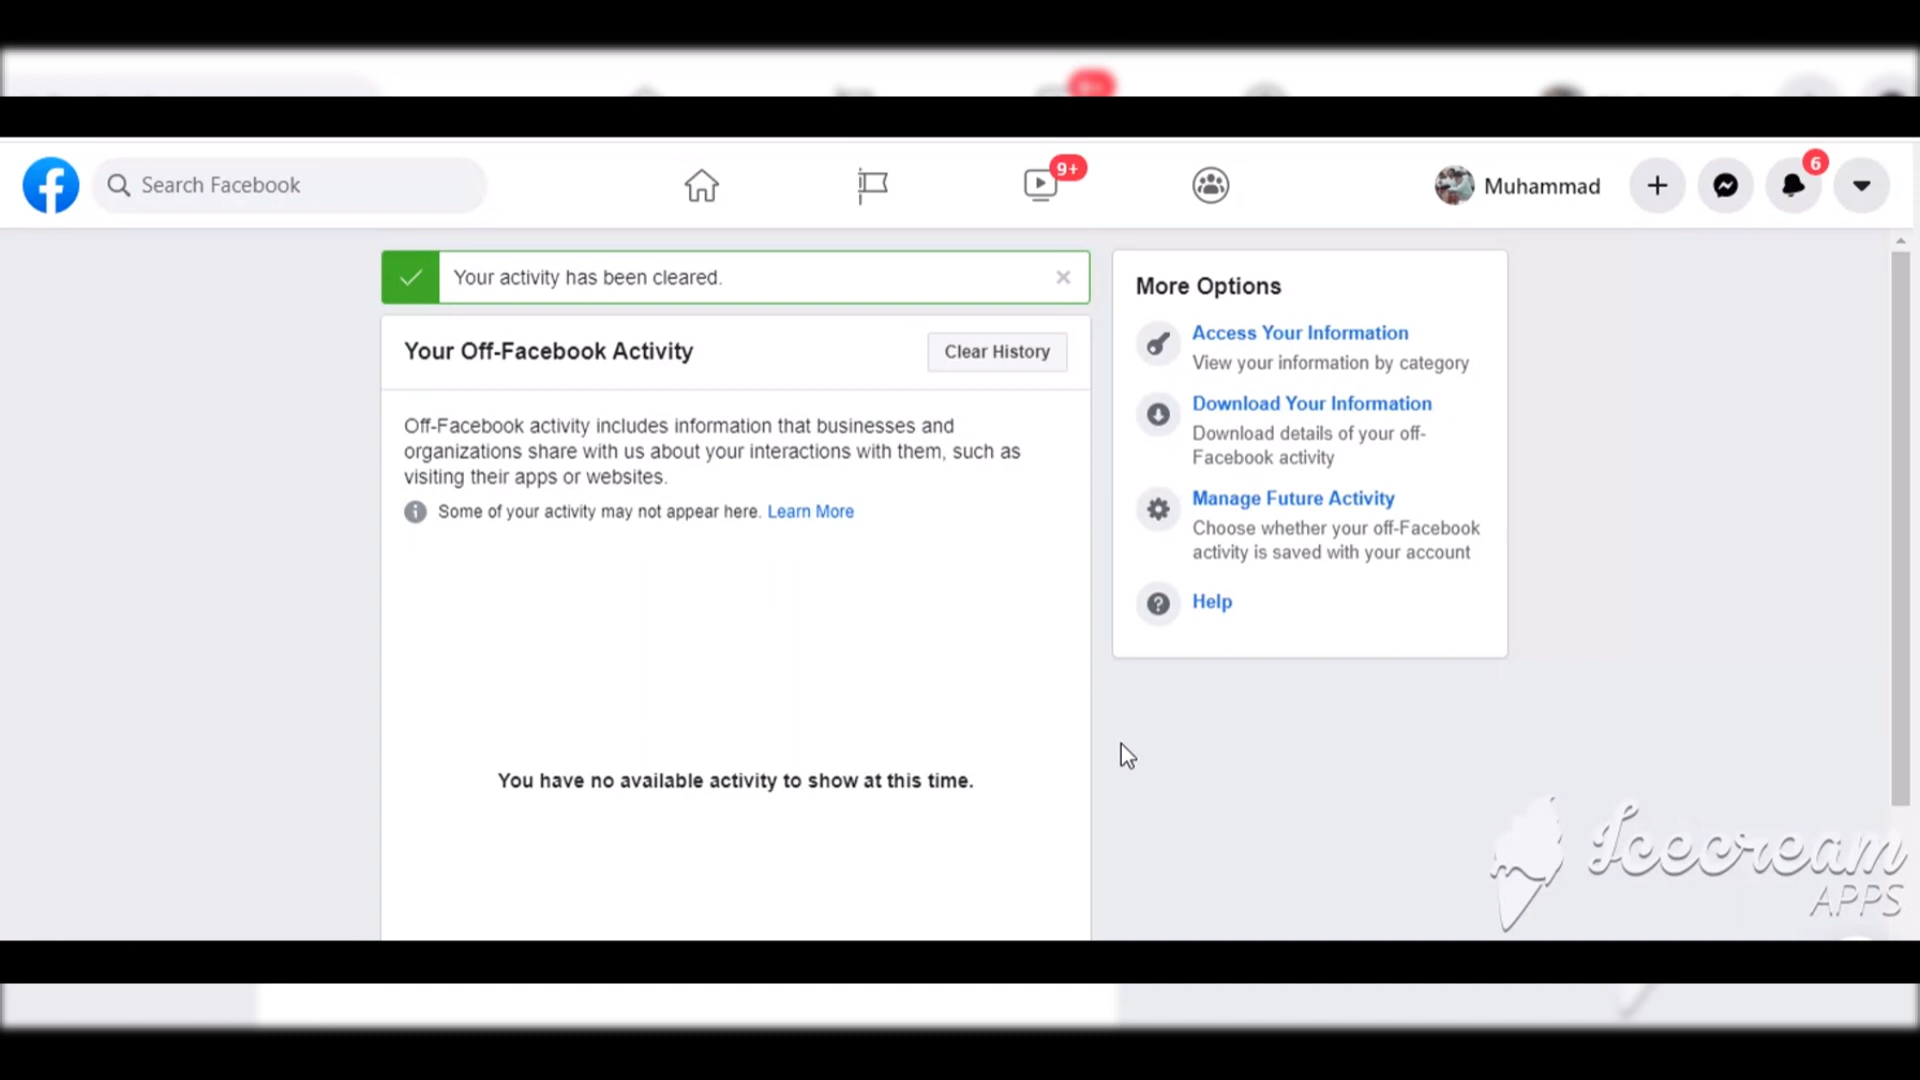 Search Facebook
9+
Muhammad
6
Your activity has been cleared.
Your Off-Facebook Activity
Clear History
Off-Facebook activity includes information that businesses and
organizations share with us about your interactions with them, such as
visiting their apps or websites.
Some of your activity may not appear here. Learn More
You have no available activity to show at this time.
More Options
Access Your Information
View your information by category
Download Your Information
Download details of your off-
Facebook activity
Manage Future Activity
Choose whether your off-Facebook
activity is saved with your account
Help
Icecream
APPS